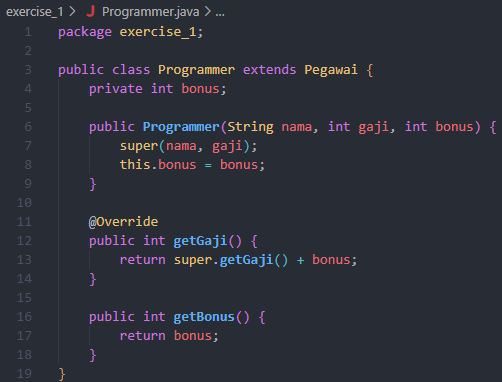 exercise_1 > J Programmer.java > ...
1 package exercise_1;
2
3 public class Programmer extends Pegawai {
4     private int bonus;
5
6     public Programmer(String nama, int gaji, int bonus) {
7         super(nama, gaji);
8         this.bonus = bonus;
9     }
10
11     @Override
12     public int getGaji() {
13         return super.getGaji() + bonus;
14     }
15
16     public int getBonus() {
17         return bonus;
18     }
19 }